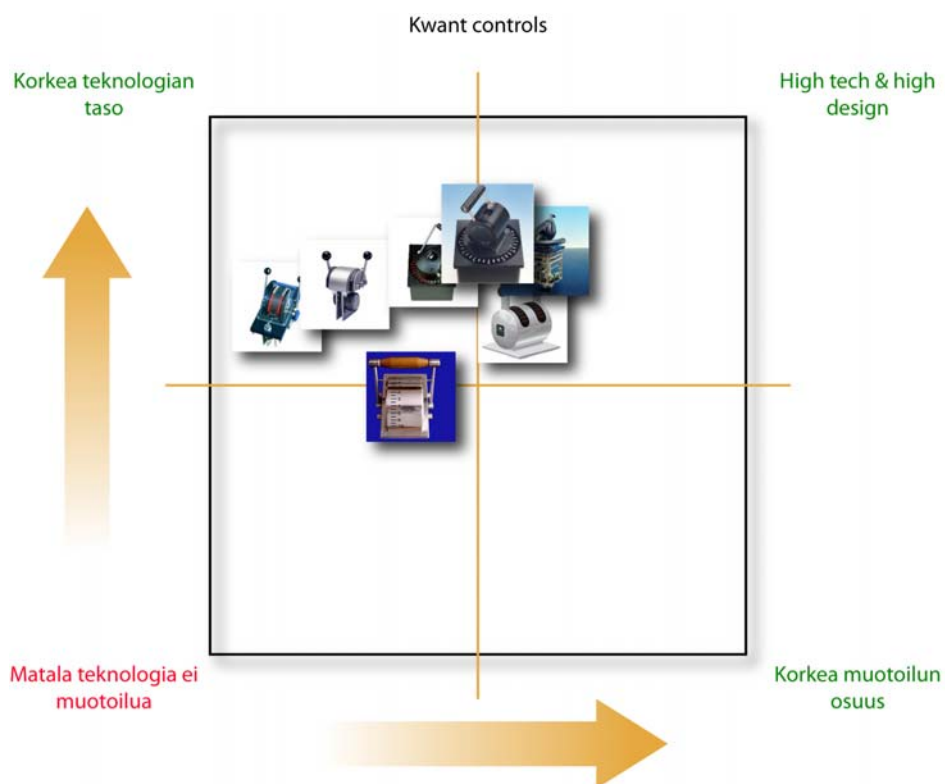 Kwant controls
Korkea teknologian
taso
High tech & high
design
Matala teknologia ei
muotoilua
Korkea muotoilun
osuus